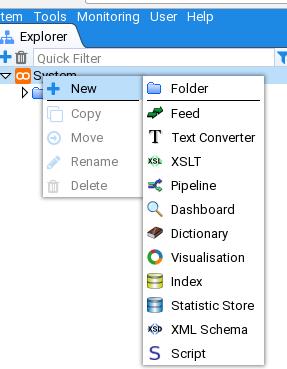 tem Tools Monitoring User Help
Explorer
Quick Filter
System
New
Copy
Move
Rename
Delete
Folder
Feed
T Text Converter
XSL XSLT
Pipeline
Dashboard
Dictionary
Visualisation
Index
Statistic Store
XSD XML Schema
S Script